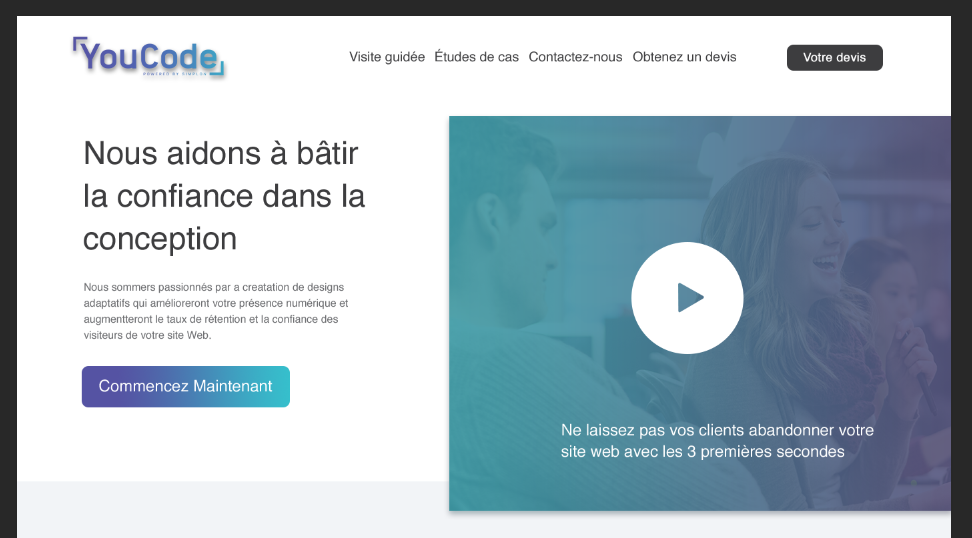 YouCode
POWERED BY SIMPLON
Visite guidée Études de cas Contactez-nous Obtenez un devis Votre devis
Nous aidons à bâtir
la confiance dans la
conception
Nous sommers passionnés par a creatation de designs
adaptatifs qui amélioreront votre présence numérique et
augmentteront le taux de rétention et la confiance des
visiteurs de votre site Web.
Commencez Maintenant
Ne laissez pas vos clients abandonner votre
site web avec les 3 premières secondes